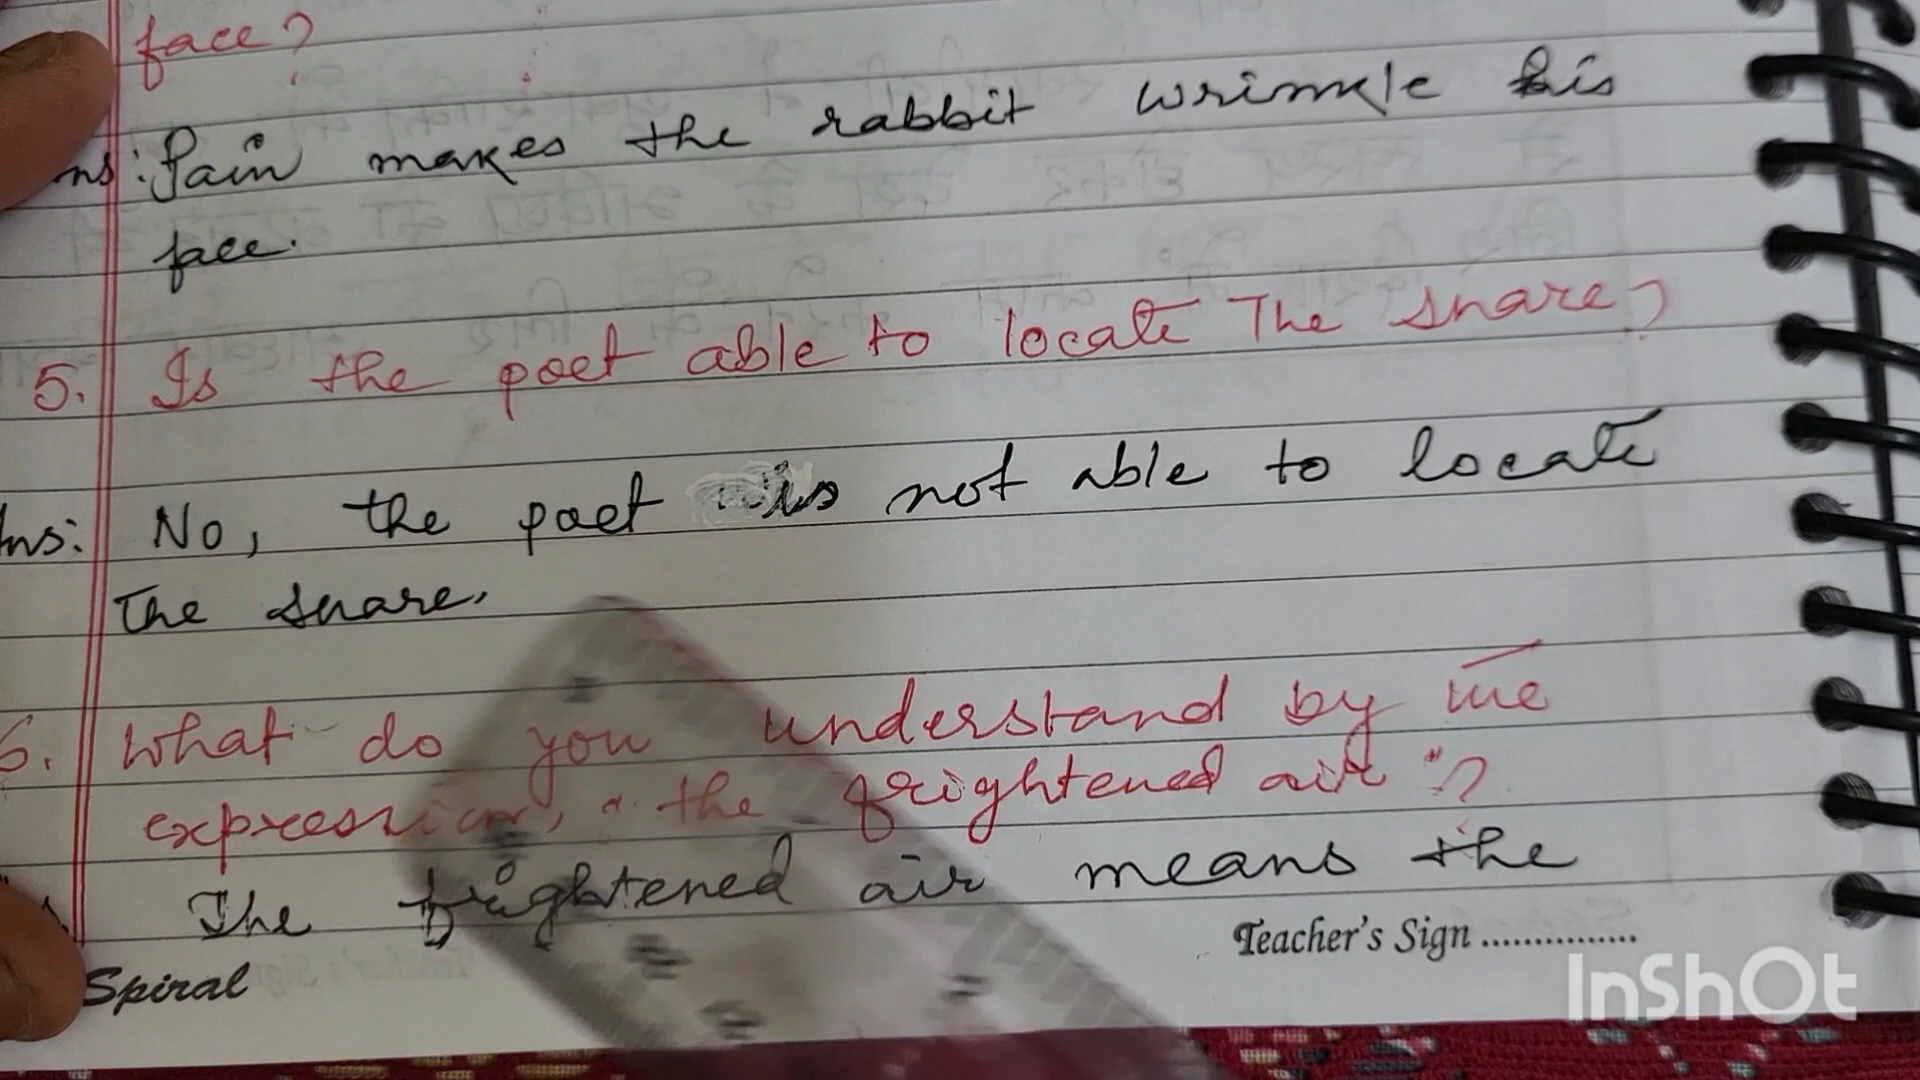 face?
ns: Pain makes the rabbit wrinkle his
face.
5. Is the poet able to locate The snare?
Ans: No, the poet is not able to locate
The snare.
6. What do you understand by the
expression, "the frightened air"?
The frightened air means the
Teacher's Sign ...............
Spiral
InShOt